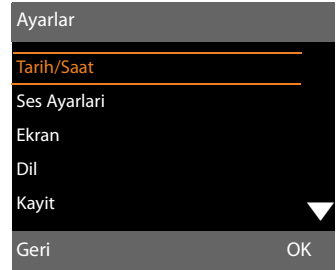 Ayarlar
Tarih/Saat
Ses Ayarlari
Ekran
Dil
Kayit
Geri OK